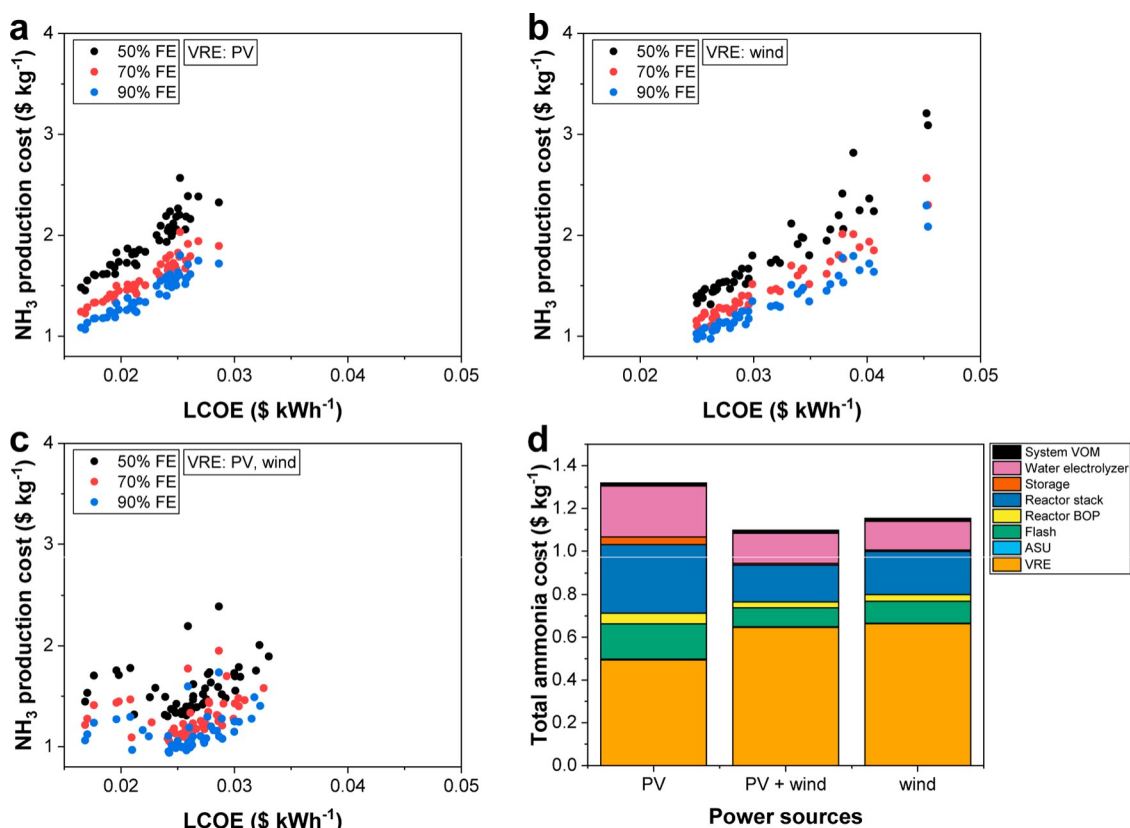 a
NH3 production cost ($ kg-1)
4
3
2
1
50% FE
70% FE
90% FE
VRE: PV
0.02
0.03
0.04
0.05
LCOE ($ kWh-1)
b
NH3 production cost ($ kg-1)
4
3
2
1
50% FE
70% FE
90% FE
VRE: wind
0.02
0.03
0.04
0.05
LCOE ($ kWh-1)
c
NH3 production cost ($ kg-1)
4
3
2
1
50% FE
70% FE
90% FE
VRE: PV, wind
0.02
0.03
0.04
0.05
LCOE ($ kWh-1)
d
Total ammonia cost ($ kg-1)
1.4
1.2
1.0
0.8
0.6
0.4
0.2
0.0
System VOM
Water electrolyzer
Storage
Reactor stack
Reactor BOP
Flash
ASU
VRE
PV
PV + wind
wind
Power sources